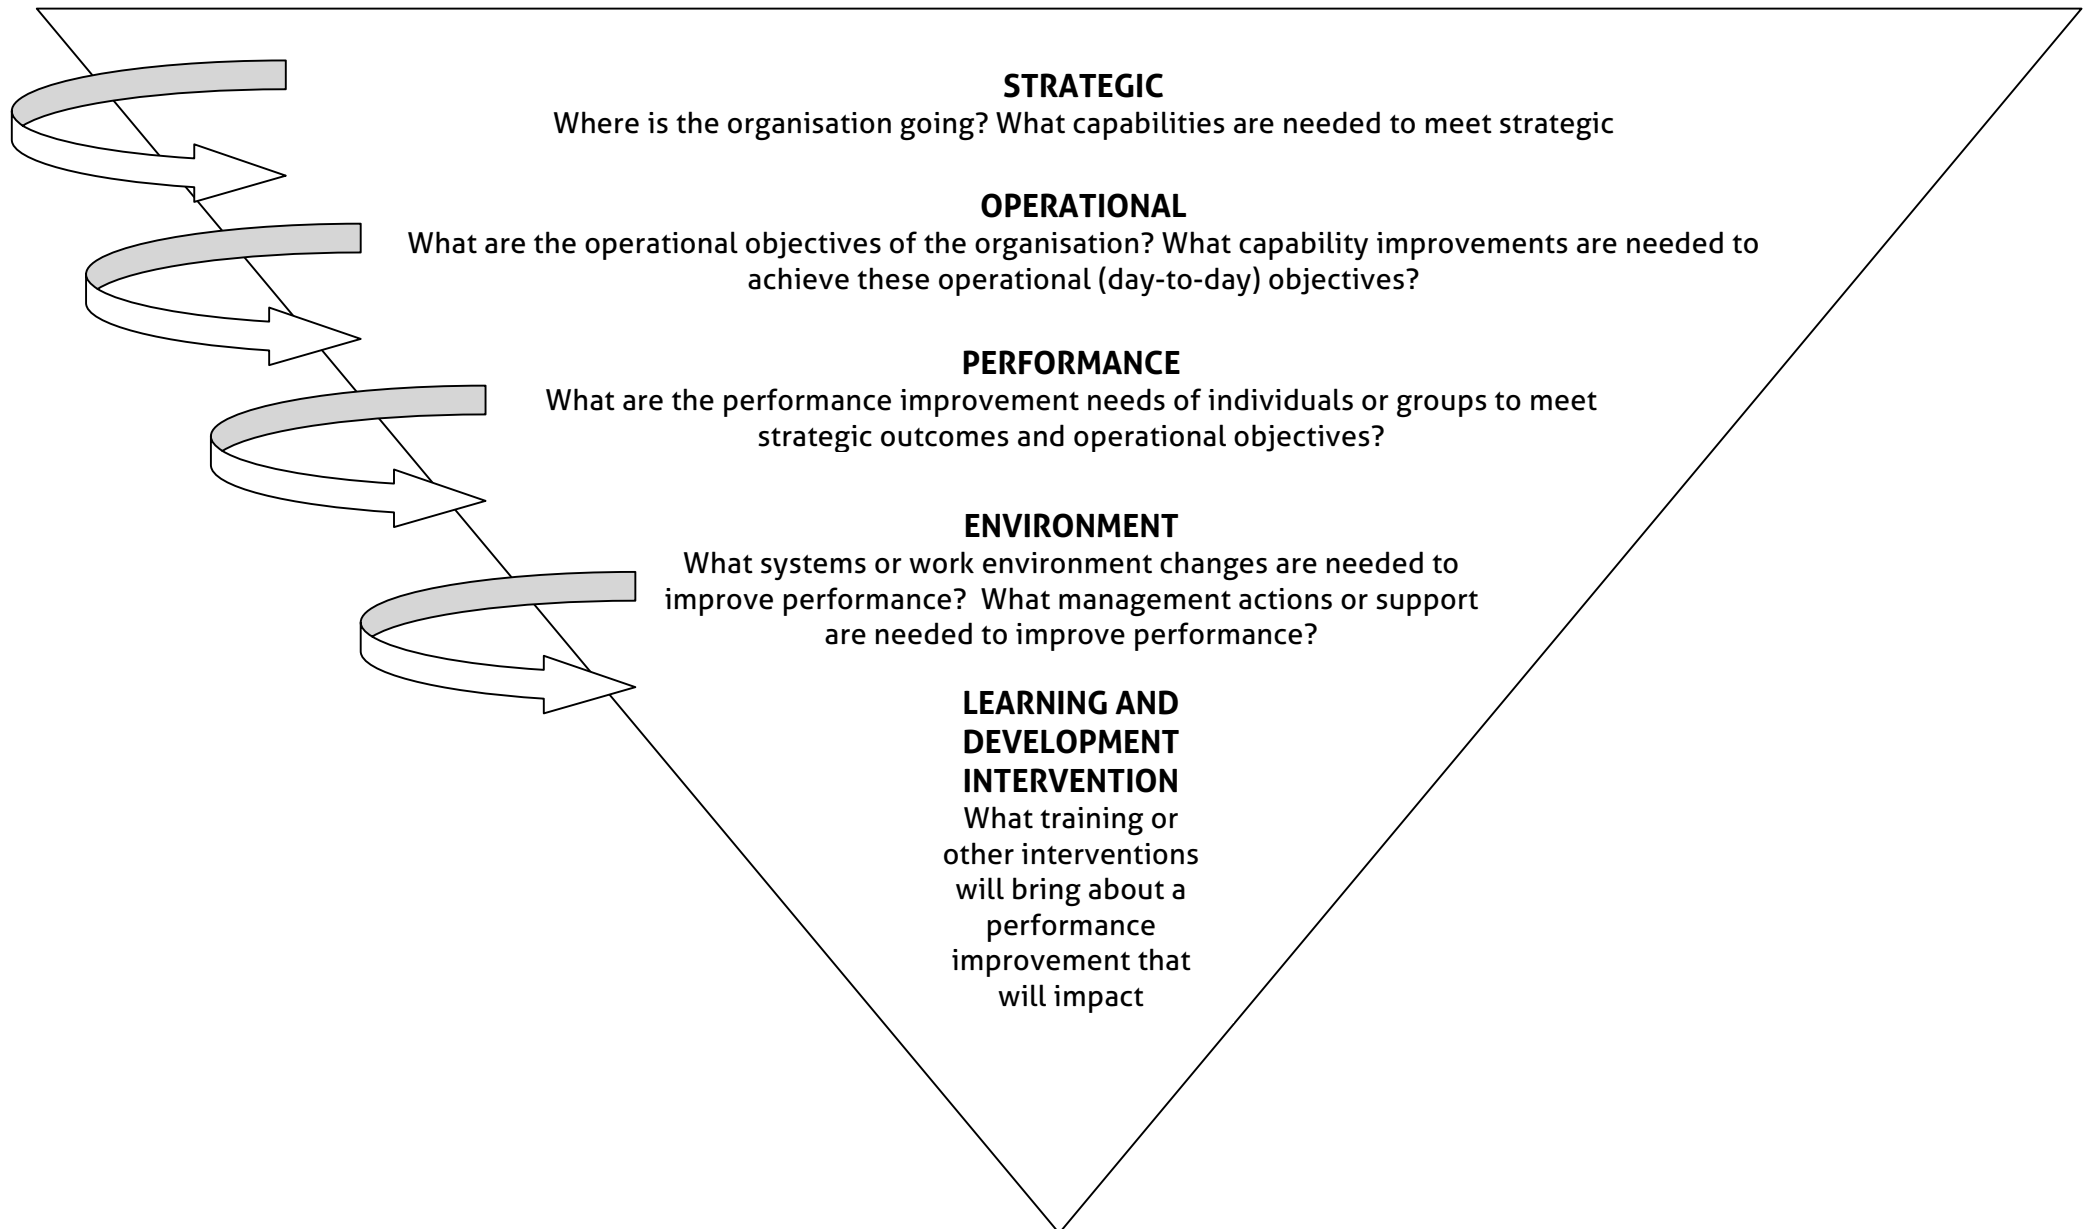 STRATEGIC
Where is the organisation going? What capabilities are needed to meet strategic
OPERATIONAL
What are the operational objectives of the organisation? What capability improvements are needed to
achieve these operational (day-to-day) objectives?
PERFORMANCE
What are the performance improvement needs of individuals or groups to meet
strategic outcomes and operational objectives?
ENVIRONMENT
What systems or work environment changes are needed to
improve performance?  What management actions or support
are needed to improve performance?
LEARNING AND
DEVELOPMENT
INTERVENTION
What training or
other interventions
will bring about a
performance
improvement that
will impact